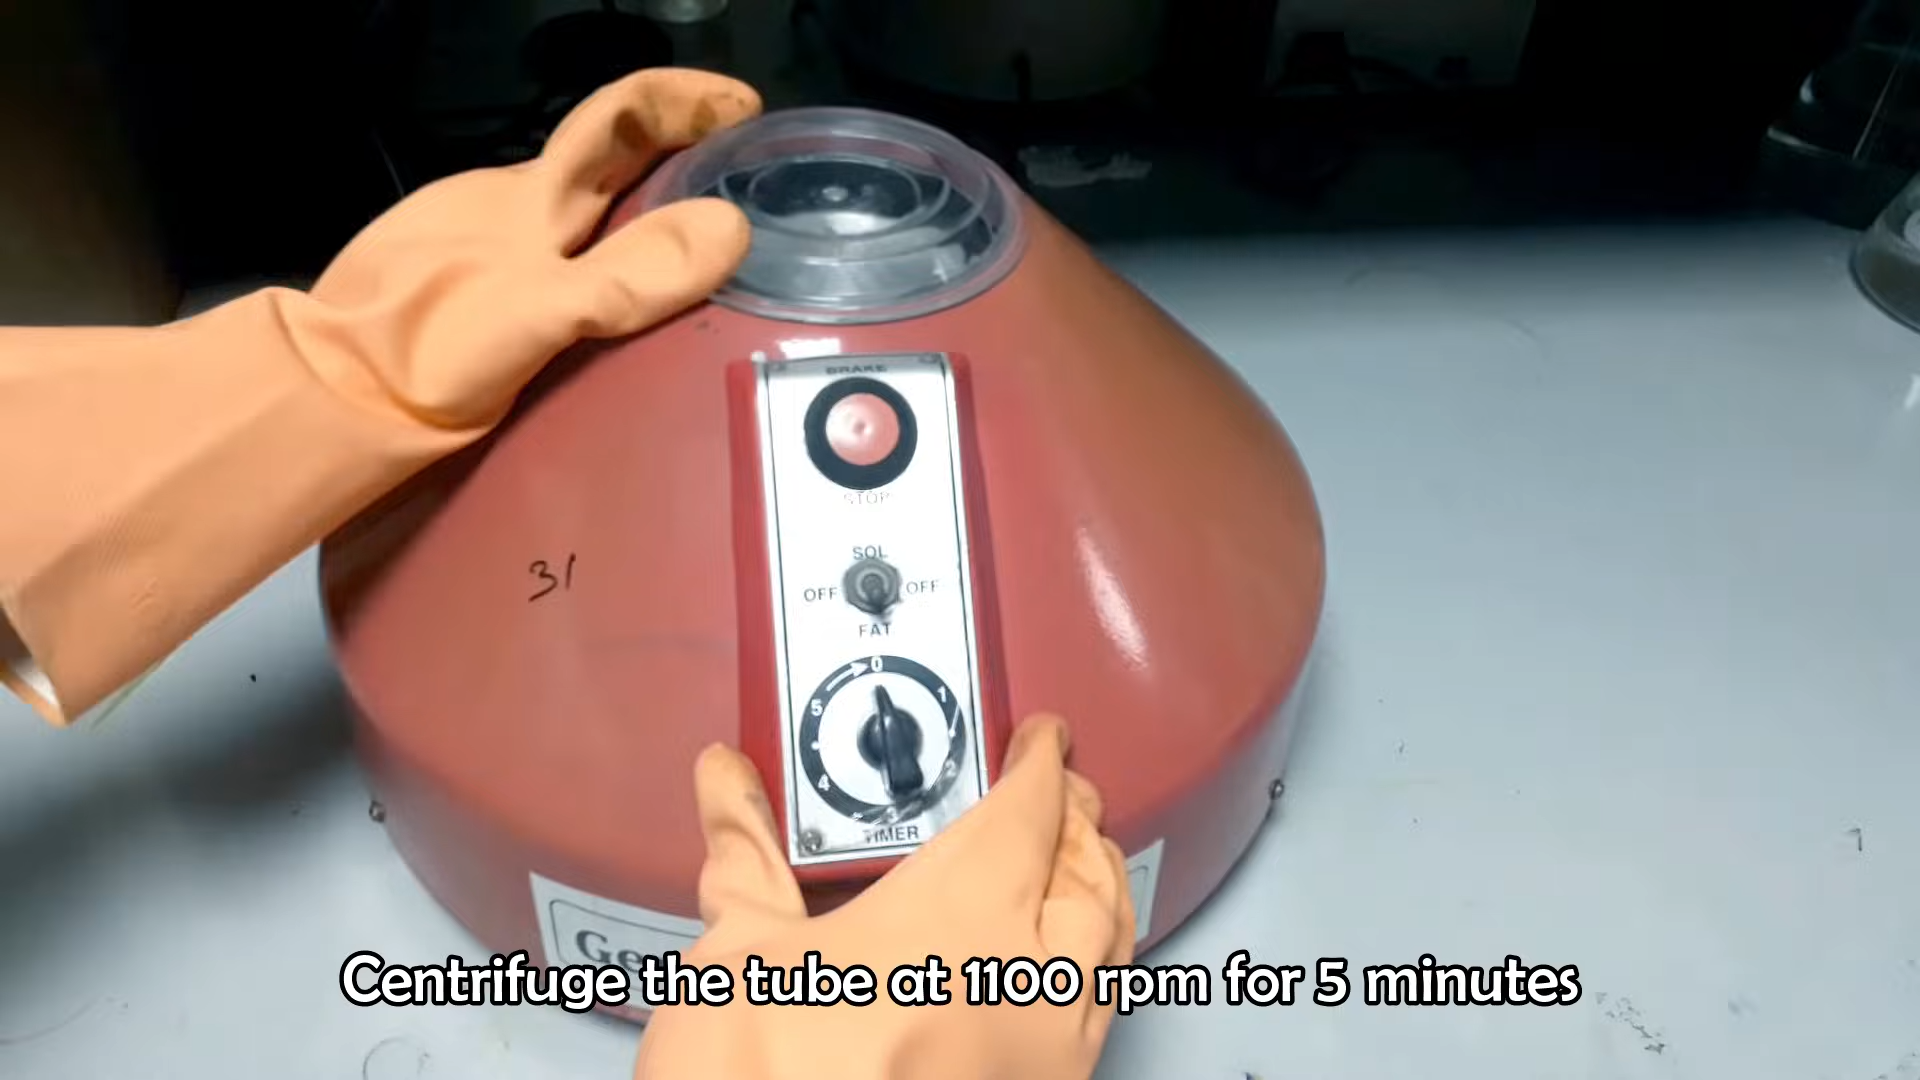 BRAKE
STOP
SOL
OFF OFF
FAT
0
1
2
3
4
5
TIMER
31
Ge
Centrifuge the tube at 1100 rpm for 5 minutes